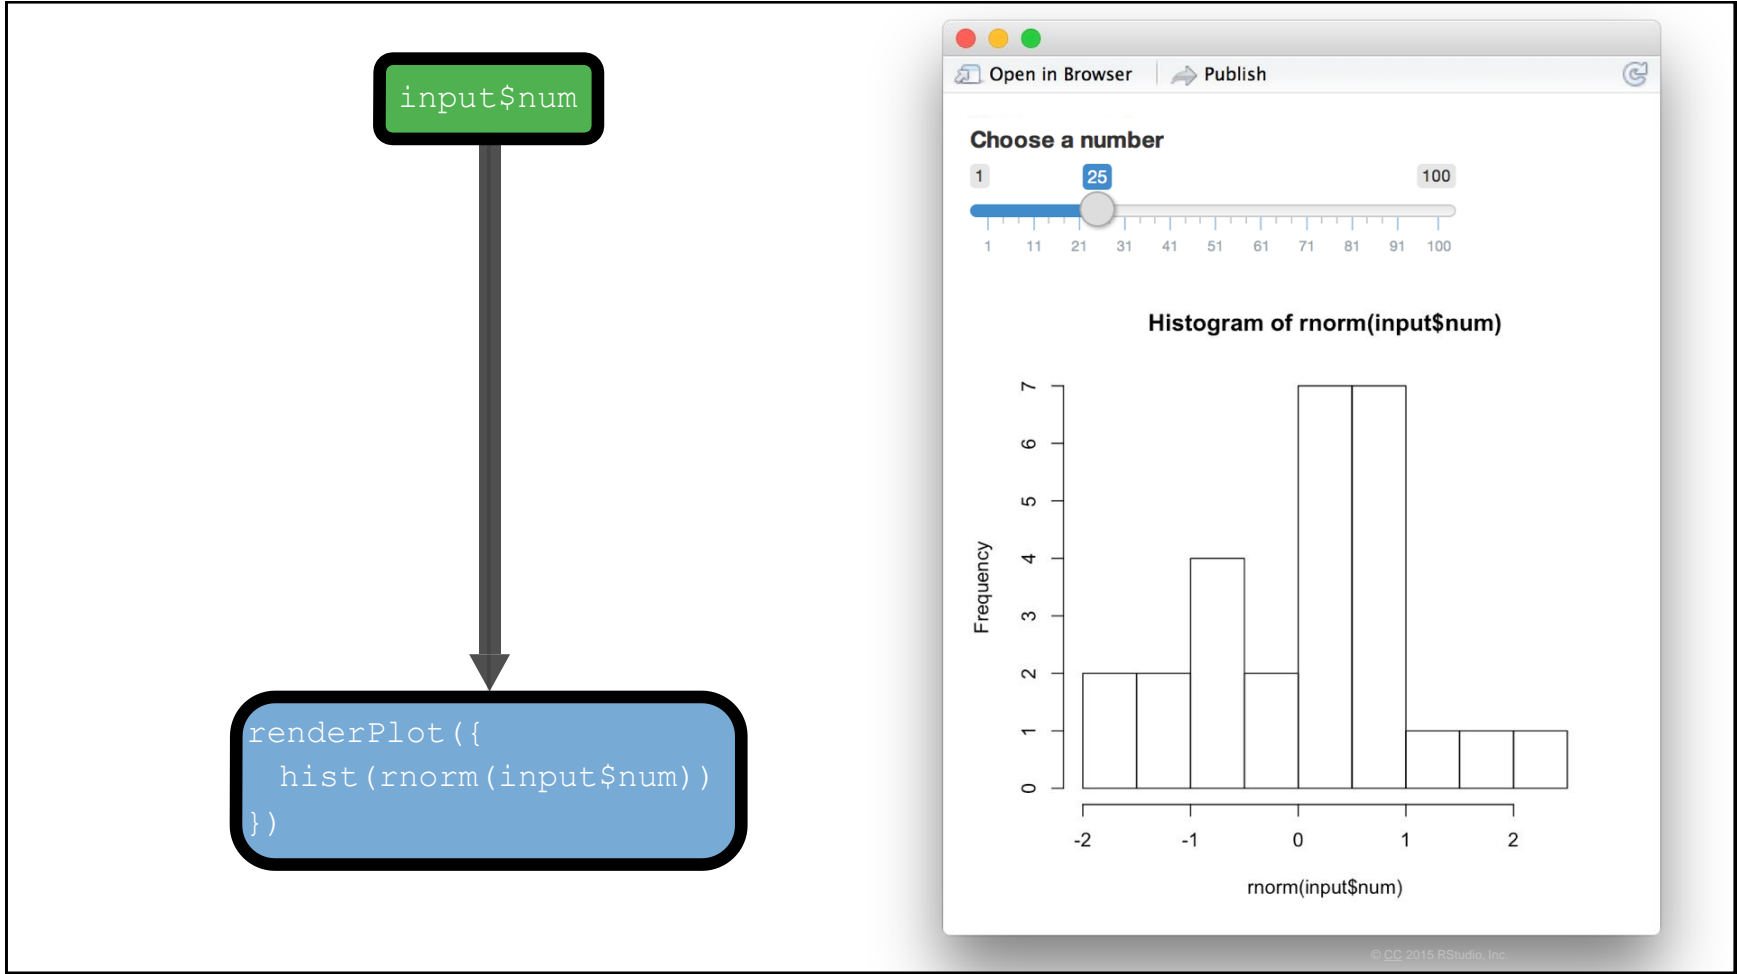 input$num
renderPlot({
hist(rnorm(input$num))
})
Open in Browser
Publish
Choose a number
1
25
100
1 11 21 31 41 51 61 71 81 91 100
Histogram of rnorm(input$num)
Frequency
7
6
5
4
3
2
1
0
-2 -1 0 1 2
rnorm(input$num)
© CC 2015 RStudio, Inc.